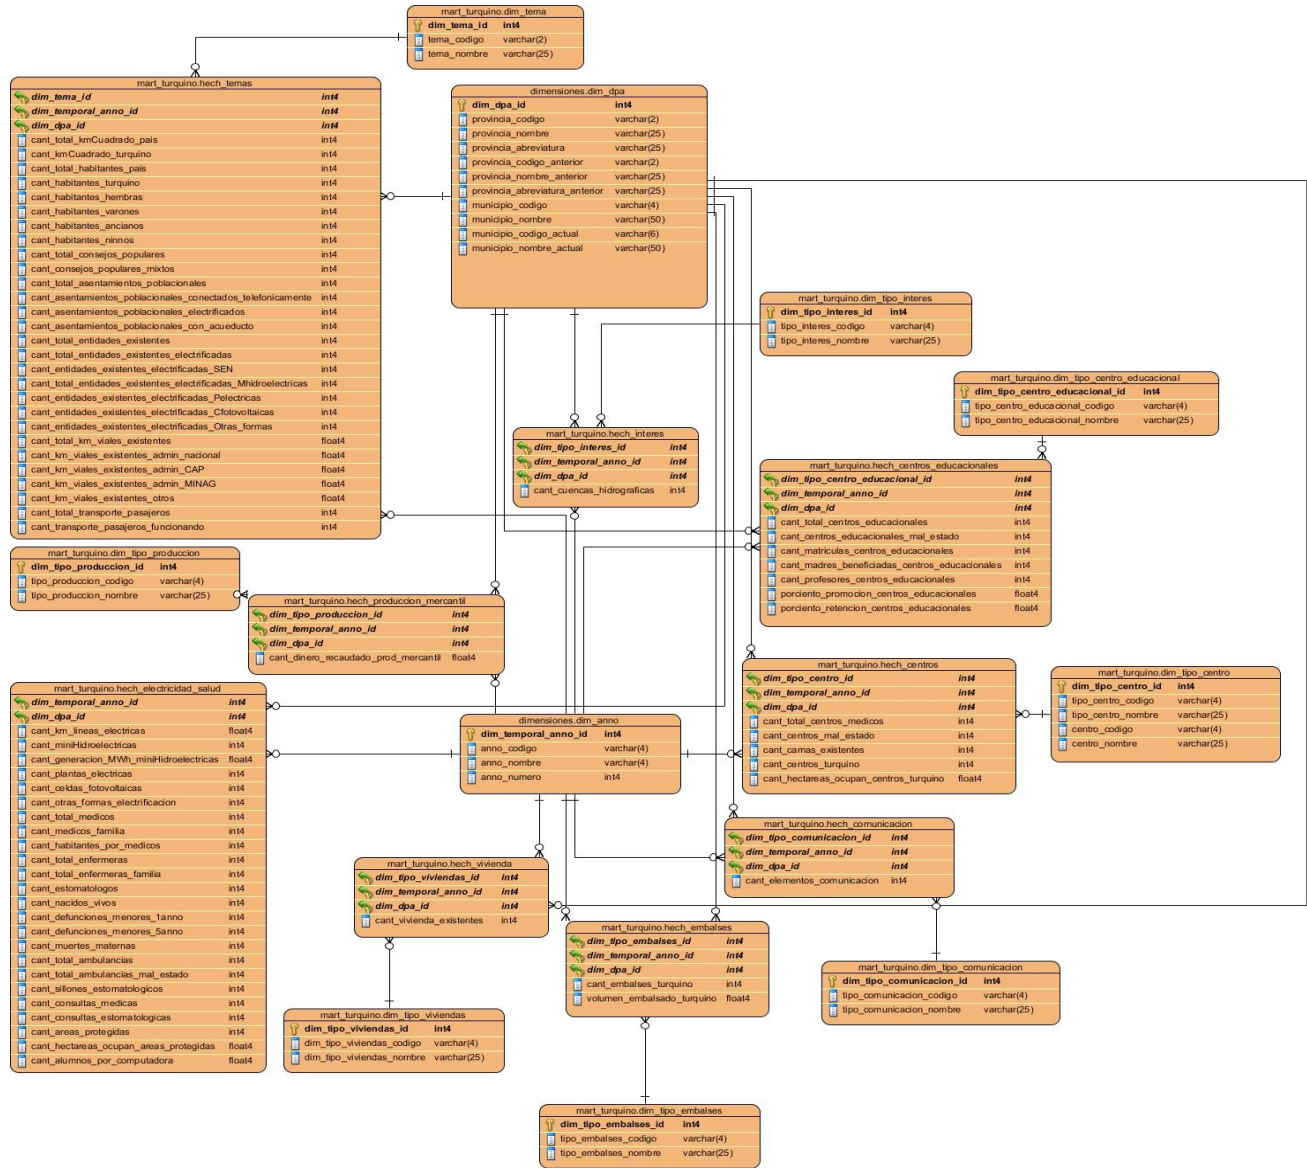 mart_turquino.dim_tema
dim_tema_id int4
tema_codigo varchar(2)
tema_nombre varchar(25)
mart_turquino.hech_temas
dim_tema_id int4
dim_temporal_anno_id int4
dim_dpa_id int4
cant_total_kmCuadrado_pais int4
cant_kmCuadrado_turquino int4
cant_total_habitantes_pais int4
cant_habitantes_turquino int4
cant_habitantes_hembras int4
cant_habitantes_varones int4
cant_habitantes_ancianos int4
cant_habitantes_ninnos int4
cant_total_consejos_populares int4
cant_consejos_populares_mixtos int4
cant_total_asentamientos_poblacionales int4
cant_asentamientos_poblacionales_conectados_telefonicamente int4
cant_asentamientos_poblacionales_electrificados int4
cant_asentamientos_poblacionales_con_acueducto int4
cant_total_entidades_existentes int4
cant_total_entidades_existentes_electrificadas int4
cant_entidades_existentes_electrificadas_SEN int4
cant_total_entidades_existentes_electrificadas_Mhidroelectricas int4
cant_entidades_existentes_electrificadas_Pelectricas int4
cant_entidades_existentes_electrificadas_Cfotovoltaicas int4
cant_entidades_existentes_electrificadas_Otras_formas int4
cant_total_km_viales_existentes float4
cant_km_viales_existentes_admin_nacional float4
cant_km_viales_existentes_admin_CAP float4
cant_km_viales_existentes_admin_MINAG float4
cant_km_viales_existentes_otros float4
cant_total_transporte_pasajeros int4
cant_transporte_pasajeros_funcionando int4
dimensiones.dim_dpa
dim_dpa_id int4
provincia_codigo varchar(2)
provincia_nombre varchar(25)
provincia_abreviatura varchar(25)
provincia_codigo_anterior varchar(2)
provincia_nombre_anterior varchar(25)
provincia_abreviatura_anterior varchar(25)
municipio_codigo varchar(4)
municipio_nombre varchar(50)
municipio_codigo_actual varchar(6)
municipio_nombre_actual varchar(50)
mart_turquino.dim_tipo_interes
dim_tipo_interes_id int4
tipo_interes_codigo varchar(4)
tipo_interes_nombre varchar(25)
mart_turquino.dim_tipo_centro_educacional
dim_tipo_centro_educacional_id int4
tipo_centro_educacional_codigo varchar(4)
tipo_centro_educacional_nombre varchar(25)
mart_turquino.hech_interes
dim_tipo_interes_id int4
dim_temporal_anno_id int4
dim_dpa_id int4
cant_cuencas_hidrograficas int4
mart_turquino.hech_centros_educacionales
dim_tipo_centro_educacional_id int4
dim_temporal_anno_id int4
dim_dpa_id int4
cant_total_centros_educacionales int4
cant_centros_educacionales_mal_estado int4
cant_matriculas_centros_educacionales int4
cant_madres_beneficiadas_centros_educacionales int4
cant_profesores_centros_educacionales int4
porciento_promocion_centros_educacionales float4
porciento_retencion_centros_educacionales float4
mart_turquino.dim_tipo_produccion
dim_tipo_produccion_id int4
tipo_produccion_codigo varchar(4)
tipo_produccion_nombre varchar(25)
mart_turquino.hech_produccion_mercantil
dim_tipo_produccion_id int4
dim_temporal_anno_id int4
dim_dpa_id int4
cant_dinero_recaudado_prod_mercantil float4
mart_turquino.hech_centros
dim_tipo_centro_id int4
dim_temporal_anno_id int4
dim_dpa_id int4
cant_total_centros_medicos int4
cant_centros_mal_estado int4
cant_camas_existentes int4
cant_centros_turquino int4
cant_hectareas_ocupan_centros_turquino float4
mart_turquino.dim_tipo_centro
dim_tipo_centro_id int4
tipo_centro_codigo varchar(4)
tipo_centro_nombre varchar(25)
centro_codigo varchar(4)
centro_nombre varchar(25)
mart_turquino.hech_electricidad_salud
dim_temporal_anno_id int4
dim_dpa_id int4
cant_km_lineas_electricas float4
cant_miniHidroelectricas int4
cant_generacion_MWh_miniHidroelectricas float4
cant_plantas_electricas int4
cant_celdas_fotovoltaicas int4
cant_otras_formas_electrificacion int4
cant_total_medicos int4
cant_medicos_familia int4
cant_habitantes_por_medicos int4
cant_total_enfermeras int4
cant_total_enfermeras_familia int4
cant_estomatologos int4
cant_nacidos_vivos int4
cant_defunciones_menores_1anno int4
cant_defunciones_menores_5anno int4
cant_muertes_maternas int4
cant_total_ambulancias int4
cant_total_ambulancias_mal_estado int4
cant_sillones_estomatologicos int4
cant_consultas_medicas int4
cant_consultas_estomatologicas int4
cant_areas_protegidas int4
cant_hectareas_ocupan_areas_protegidas float4
cant_alumnos_por_computadora float4
dimensiones.dim_anno
dim_temporal_anno_id int4
anno_codigo varchar(4)
anno_nombre varchar(4)
anno_numero int4
mart_turquino.hech_comunicacion
dim_tipo_comunicacion_id int4
dim_temporal_anno_id int4
dim_dpa_id int4
cant_elementos_comunicacion int4
mart_turquino.hech_vivienda
dim_tipo_viviendas_id int4
dim_temporal_anno_id int4
dim_dpa_id int4
cant_vivienda_existentes int4
mart_turquino.hech_embalses
dim_tipo_embalses_id int4
dim_temporal_anno_id int4
dim_dpa_id int4
cant_embalses_turquino int4
volumen_embalsado_turquino float4
mart_turquino.dim_tipo_comunicacion
dim_tipo_comunicacion_id int4
tipo_comunicacion_codigo varchar(4)
tipo_comunicacion_nombre varchar(25)
mart_turquino.dim_tipo_viviendas
dim_tipo_viviendas_id int4
dim_tipo_viviendas_codigo varchar(4)
dim_tipo_viviendas_nombre varchar(25)
mart_turquino.dim_tipo_embalses
dim_tipo_embalses_id int4
tipo_embalses_codigo varchar(4)
tipo_embalses_nombre varchar(25)